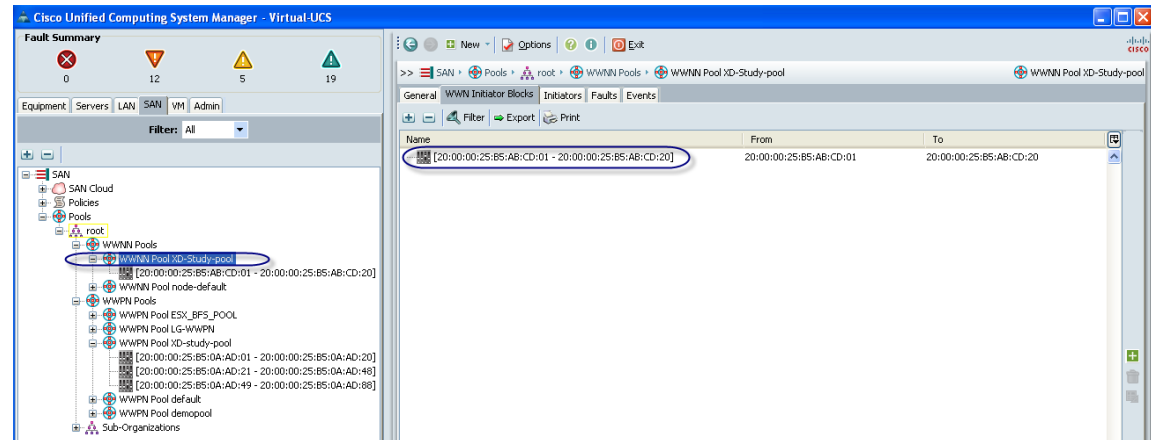 Cisco Unified Computing System Manager - Virtual-UCS
Fault Summary
0 12 5 19
Equipment Servers LAN SAN VM Admin
Filter: All
SAN
SAN Cloud
Policies
Pools
root
WWNN Pools
WWNN Pool XD-Study-pool
[20:00:00:25:B5:AB:CD:01 - 20:00:00:25:B5:AB:CD:20]
WWNN Pool node-default
WWPN Pools
WWPN Pool ESX_BFS_POOL
WWPN Pool LG-WWPN
WWPN Pool XD-study-pool
[20:00:00:25:B5:0A:AD:01 - 20:00:00:25:B5:0A:AD:20]
[20:00:00:25:B5:0A:AD:21 - 20:00:00:25:B5:0A:AD:48]
[20:00:00:25:B5:0A:AD:49 - 20:00:00:25:B5:0A:AD:88]
WWPN Pool default
WWPN Pool demopool
Sub-Organizations
New Options Exit
CISCO
>> SAN Pools root WWNN Pools WWNN Pool XD-Study-pool WWNN Pool XD-Study-pool
General WWN Initiator Blocks Initiators Faults Events
Filter Export Print
Name From To
[20:00:00:25:B5:AB:CD:01 - 20:00:00:25:B5:AB:CD:20] 20:00:00:25:B5:AB:CD:01 20:00:00:25:B5:AB:CD:20